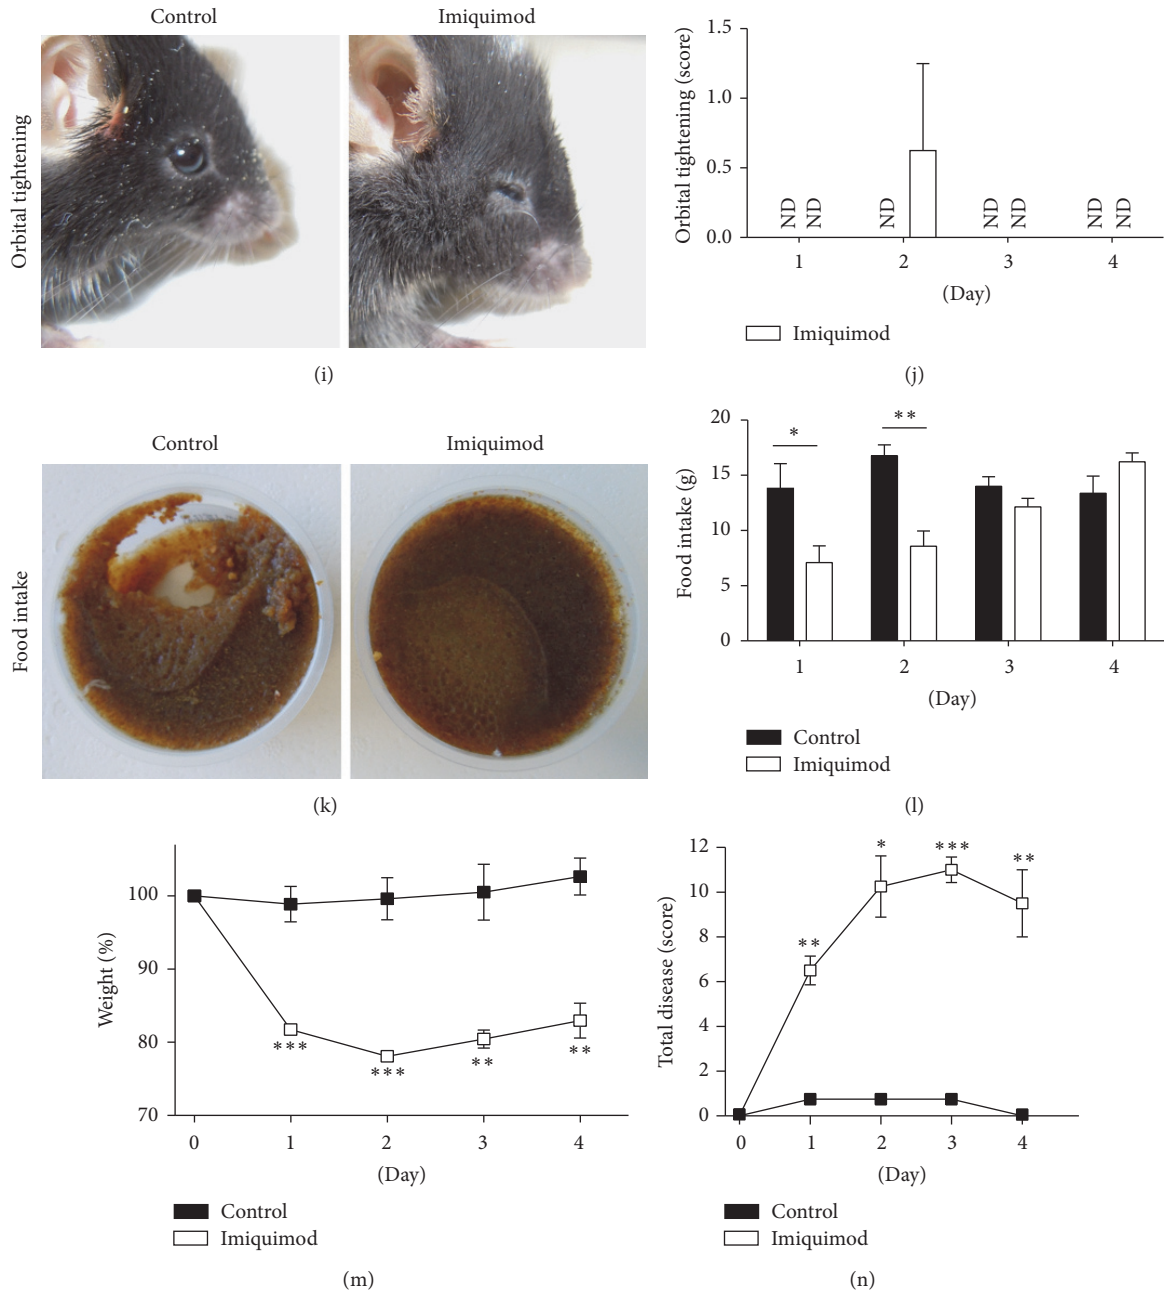 Control
Imiquimod
Orbital tightening
(i)
Orbital tightening (score)
1.5
1.0
0.5
0.0
ND ND ND ND ND ND ND
1 2 3 4
(Day)
Imiquimod
(j)
Control
Imiquimod
Food intake
(k)
Food intake (g)
20
15
10
5
0
* **
1 2 3 4
(Day)
Control
Imiquimod
(l)
Weight (%)
100
90
80
70
*** *** ** **
0 1 2 3 4
(Day)
Control
Imiquimod
(m)
Total disease (score)
12
10
8
6
4
2
0
** * *** **
0 1 2 3 4
(Day)
Control
Imiquimod
(n)